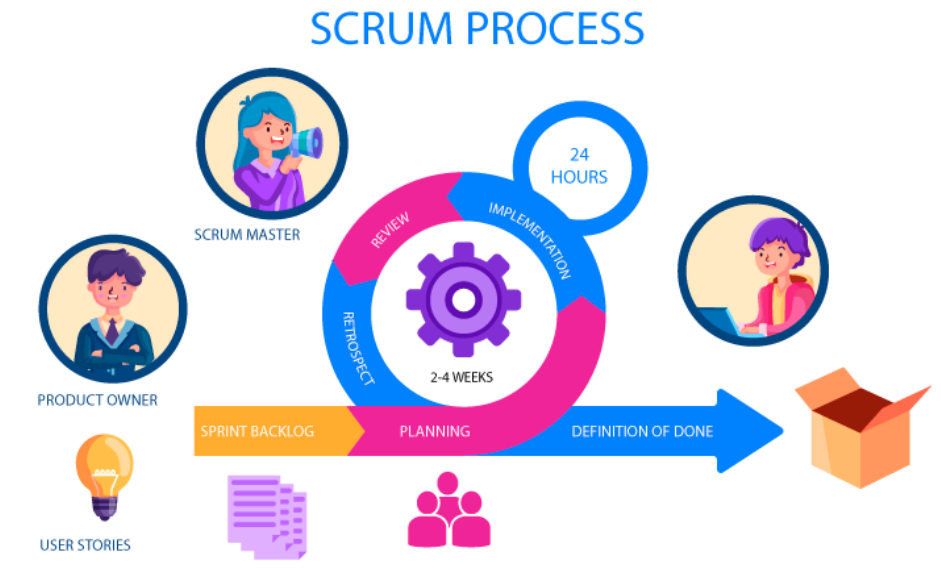 SCRUM PROCESS
24
HOURS
IMPLEMENTATION
REVIEW
SCRUM MASTER
RETROSPECT
2-4 WEEKS
PRODUCT OWNER
SPRINT BACKLOG
PLANNING
DEFINITION OF DONE
USER STORIES